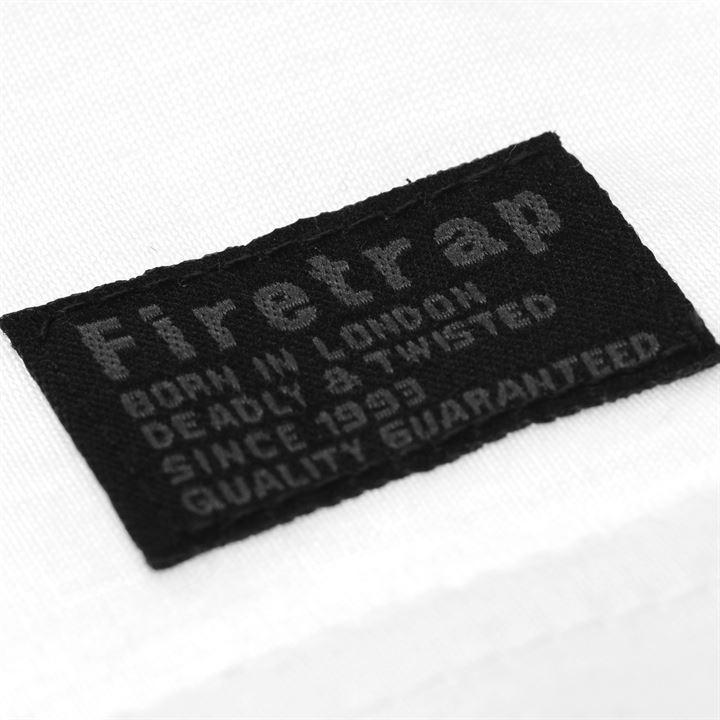 Firetrap
BORN IN LONDON
DEADLY & TWISTED
SINCE 1993
QUALITY GUARANTEED